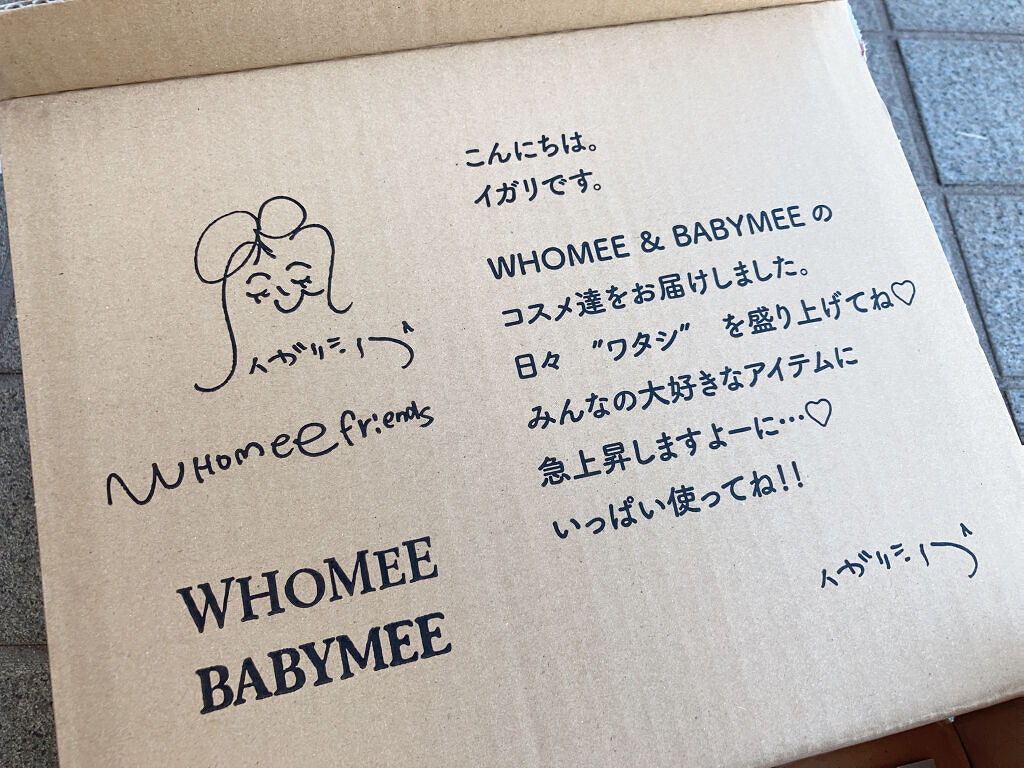 イガリシノブ
WHOMEE friends
WHOMEE
BABYMEE
こんにちは。
イガリです。
WHOMEE & BABYMEE の
コスメ達をお届けしました。
日々 "ワタシ" を盛り上げてね♡
みんなの大好きなアイテムに
急上昇しますよーに…♡
いっぱい使ってね!!
イガリシノブ